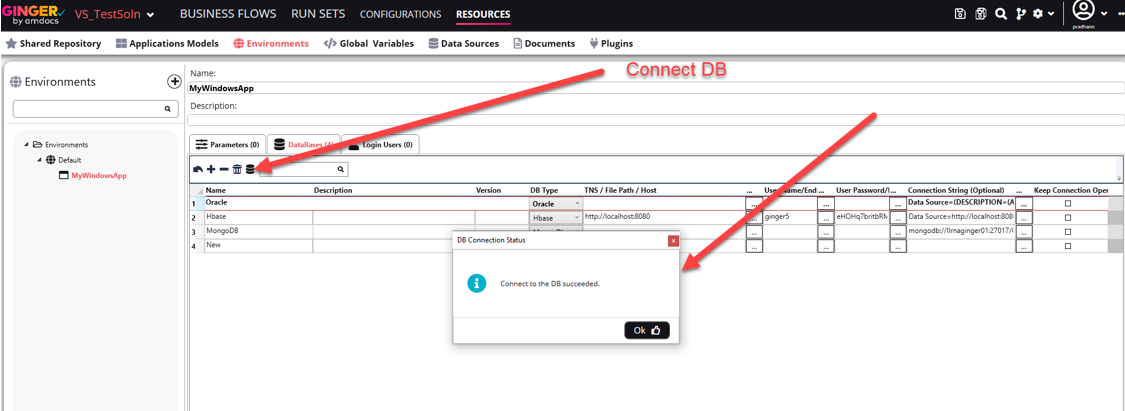 GINGER by amdocs
VS_TestSoln
BUSINESS FLOWS RUN SETS CONFIGURATIONS RESOURCES
pradhann
Shared Repository Applications Models Environments Global Variables Data Sources Documents Plugins
Environments
Name:
MyWindowsApp
Description:
Connect DB
Environments
Default
MyWindowsApp
Parameters (0) DataBases (4) Login Users (0)
Name Description Version DB Type TNS / File Path / Host ... User Name/End... User Password/I... Connection String (Optional) ... Keep Connection Open
1 Oracle Oracle ... ... ... Data Source=(DESCRIPTION=(A ...
2 Hbase Hbase http://localhost:8080 ... ginger5 ... eHOHq7britbRM ... Data Source=http://localhost:808 ...
3 MongoDB ... ... ... mongodb://llrnaginger01:27017/ ...
4 New ... ... ... ...
DB Connection Status
x
Connect to the DB succeeded.
Ok